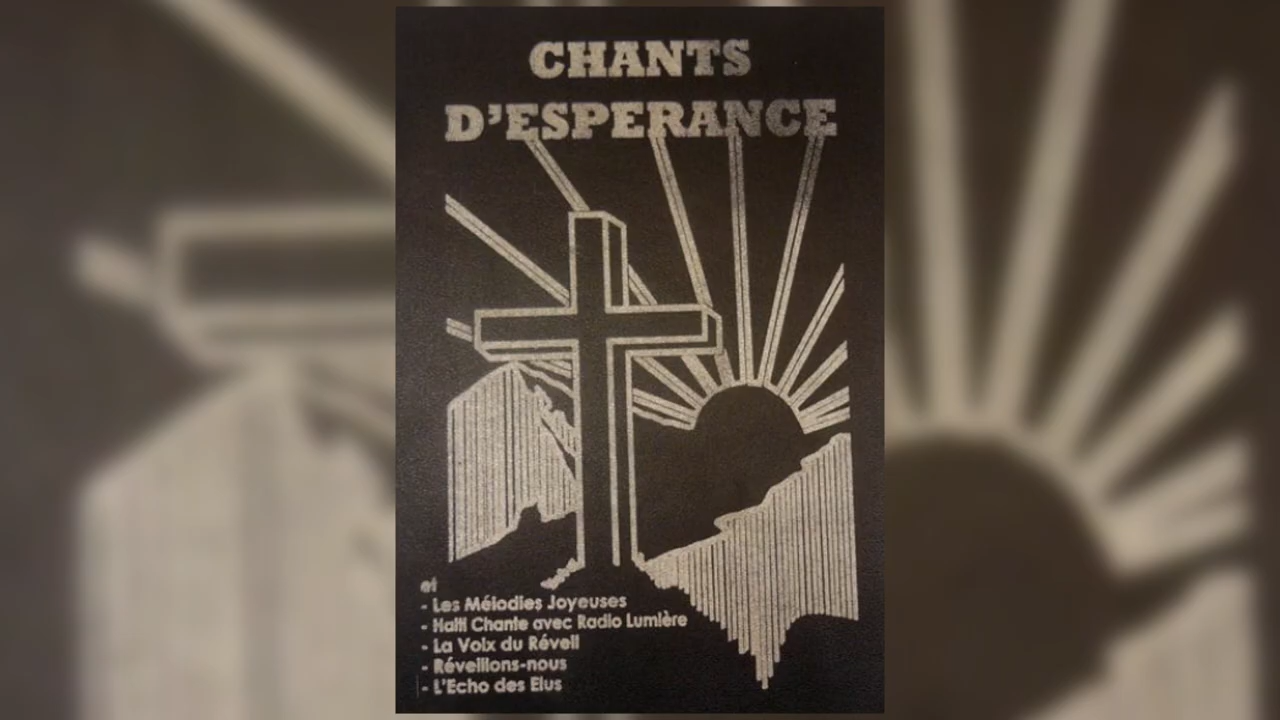 CHANTS
D'ESPERANCE
et
- Les Mélodies Joyeuses
- Haïti Chante avec Radio Lumière
- La Voix du Réveil
- Réveillons-nous
- L'Echo des Elus